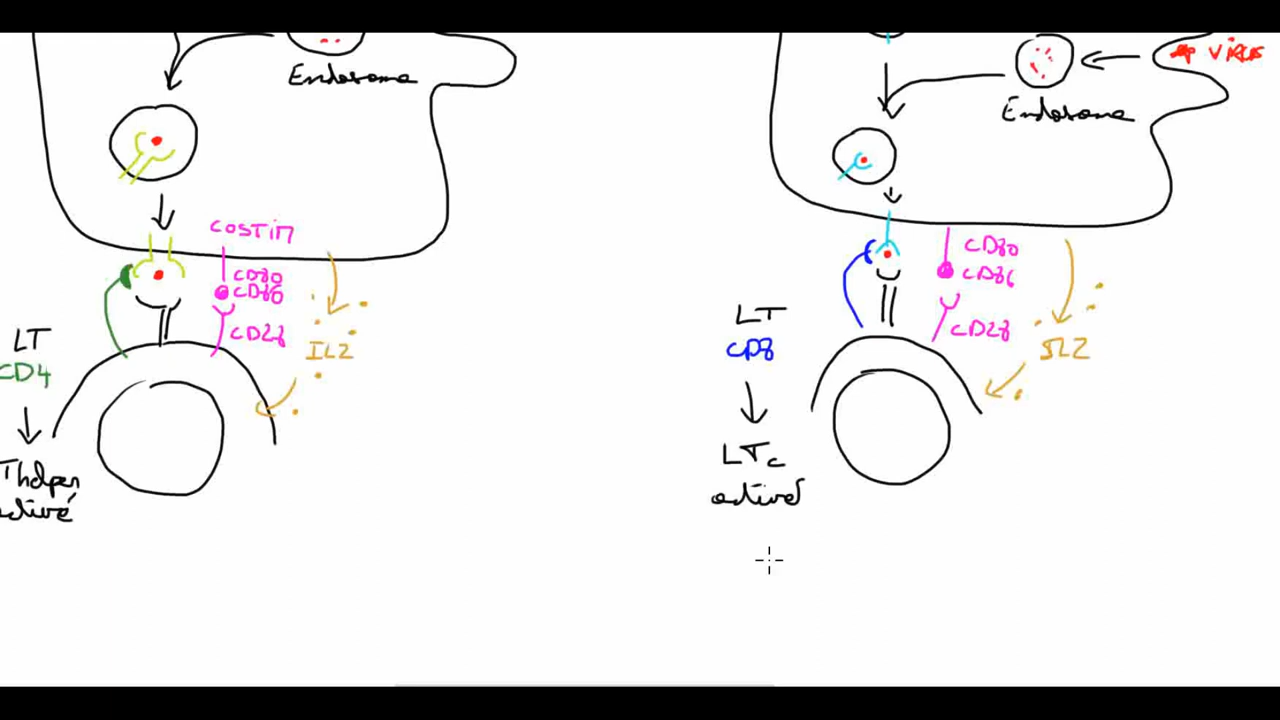 Endosome
COSTIM
CD80
CD86
CD28
IL2
LT
CD4
T helper
activé
VIRUS
Endosome
CD80
CD86
CD28
IL2
LT
CD8
LTc
activé